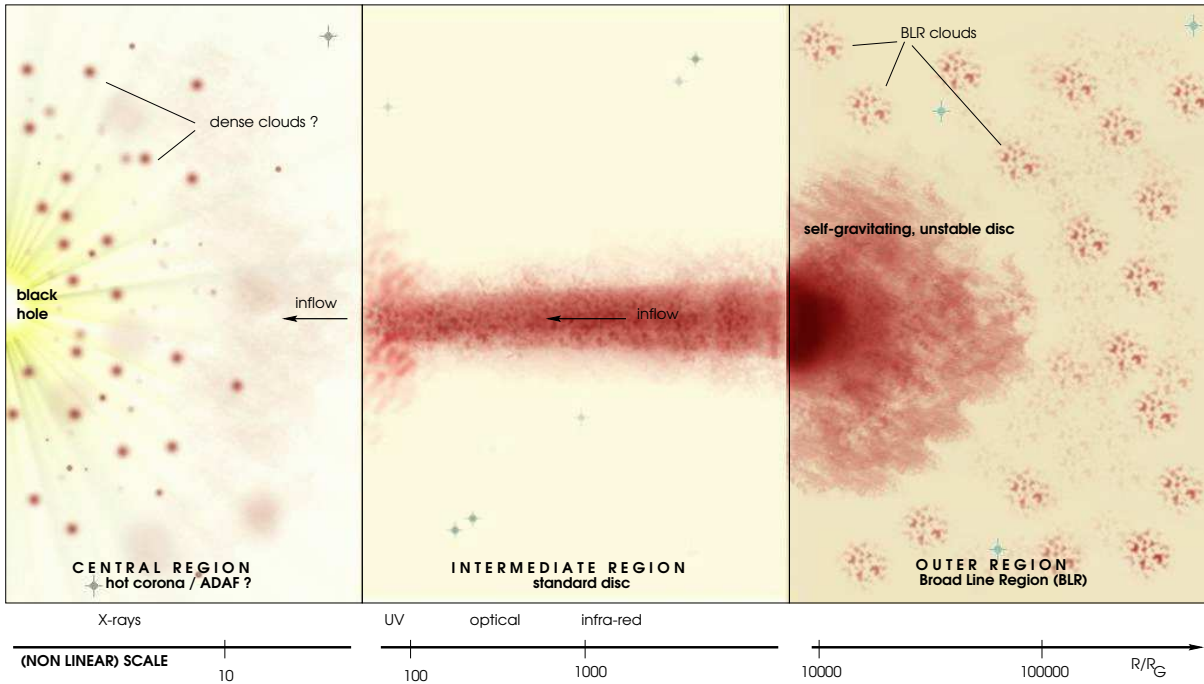 BLR clouds
dense clouds ?
self-gravitating, unstable disc
black
hole
inflow
inflow
CENTRAL REGION
hot corona / ADAF ?
INTERMEDIATE REGION
standard disc
OUTER REGION
Broad Line Region (BLR)
X-rays
UV
optical
infra-red
(NON LINEAR) SCALE
10
100
1000
10000
100000
R/R_G